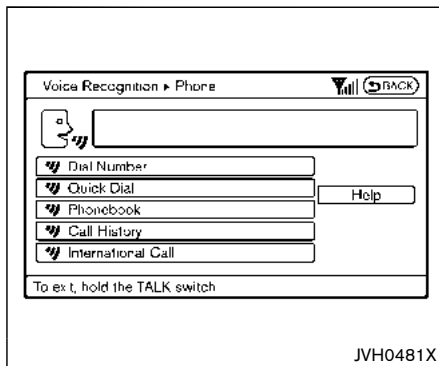 Voice Recognition ▸ Phone
BACK
Dial Number
Quick Dial
Help
Phonebook
Call History
International Call
To exit, hold the TALK switch
JVH0481X